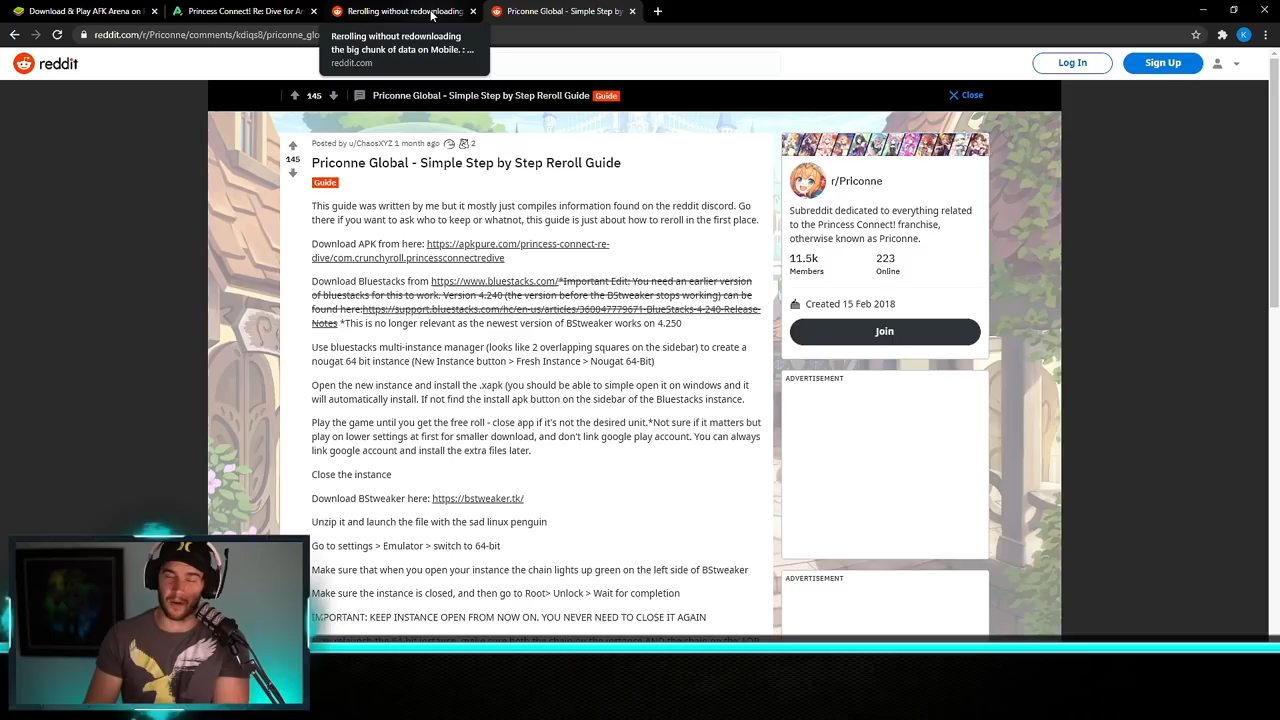 Download & Play AFK Arena on
Princess Connect! Re: Dive for An
Rerolling without redownloading
Priconne Global - Simple Step by
reddit.com/r/Priconne/comments/kdiqs8/priconne_glo
K
Rerolling without redownloading
the big chunk of data on Mobile. : ...
reddit.com
reddit
Log In
Sign Up
145
Priconne Global - Simple Step by Step Reroll Guide Guide
Close
145
Posted by u/ChaosXYZ 1 month ago 2
Priconne Global - Simple Step by Step Reroll Guide
Guide
This guide was written by me but it mostly just compiles information found on the reddit discord. Go
there if you want to ask who to keep or whatnot, this guide is just about how to reroll in the first place.
Download APK from here: https://apkpure.com/princess-connect-re-
dive/com.crunchyroll.princessconnectredive
Download Bluestacks from https://www.bluestacks.com/*Important Edit: You need an earlier version
of bluestacks for this to work. Version 4.240 (the version before the BStweaker stops working) can be
found here:https://support.bluestacks.com/hc/en-us/articles/360047779671-BlueStacks-4-240-Release-
Notes *This is no longer relevant as the newest version of BStweaker works on 4.250
Use bluestacks multi-instance manager (looks like 2 overlapping squares on the sidebar) to create a
nougat 64 bit instance (New Instance button > Fresh Instance > Nougat 64-Bit)
Open the new instance and install the .xapk (you should be able to simple open it on windows and it
will automatically install. If not find the install apk button on the sidebar of the Bluestacks instance.
Play the game until you get the free roll - close app if it's not the desired unit.*Not sure if it matters but
play on lower settings at first for smaller download, and don't link google play account. You can always
link google account and install the extra files later.
Close the instance
Download BStweaker here: https://bstweaker.tk/
Unzip it and launch the file with the sad linux penguin
Go to settings > Emulator > switch to 64-bit
Make sure that when you open your instance the chain lights up green on the left side of BStweaker
Make sure the instance is closed, and then go to Root> Unlock > Wait for completion
IMPORTANT: KEEP INSTANCE OPEN FROM NOW ON. YOU NEVER NEED TO CLOSE IT AGAIN
r/Priconne
Subreddit dedicated to everything related
to the Princess Connect! franchise,
otherwise known as Priconne.
11.5k 223
Members Online
Created 15 Feb 2018
Join
ADVERTISEMENT
ADVERTISEMENT